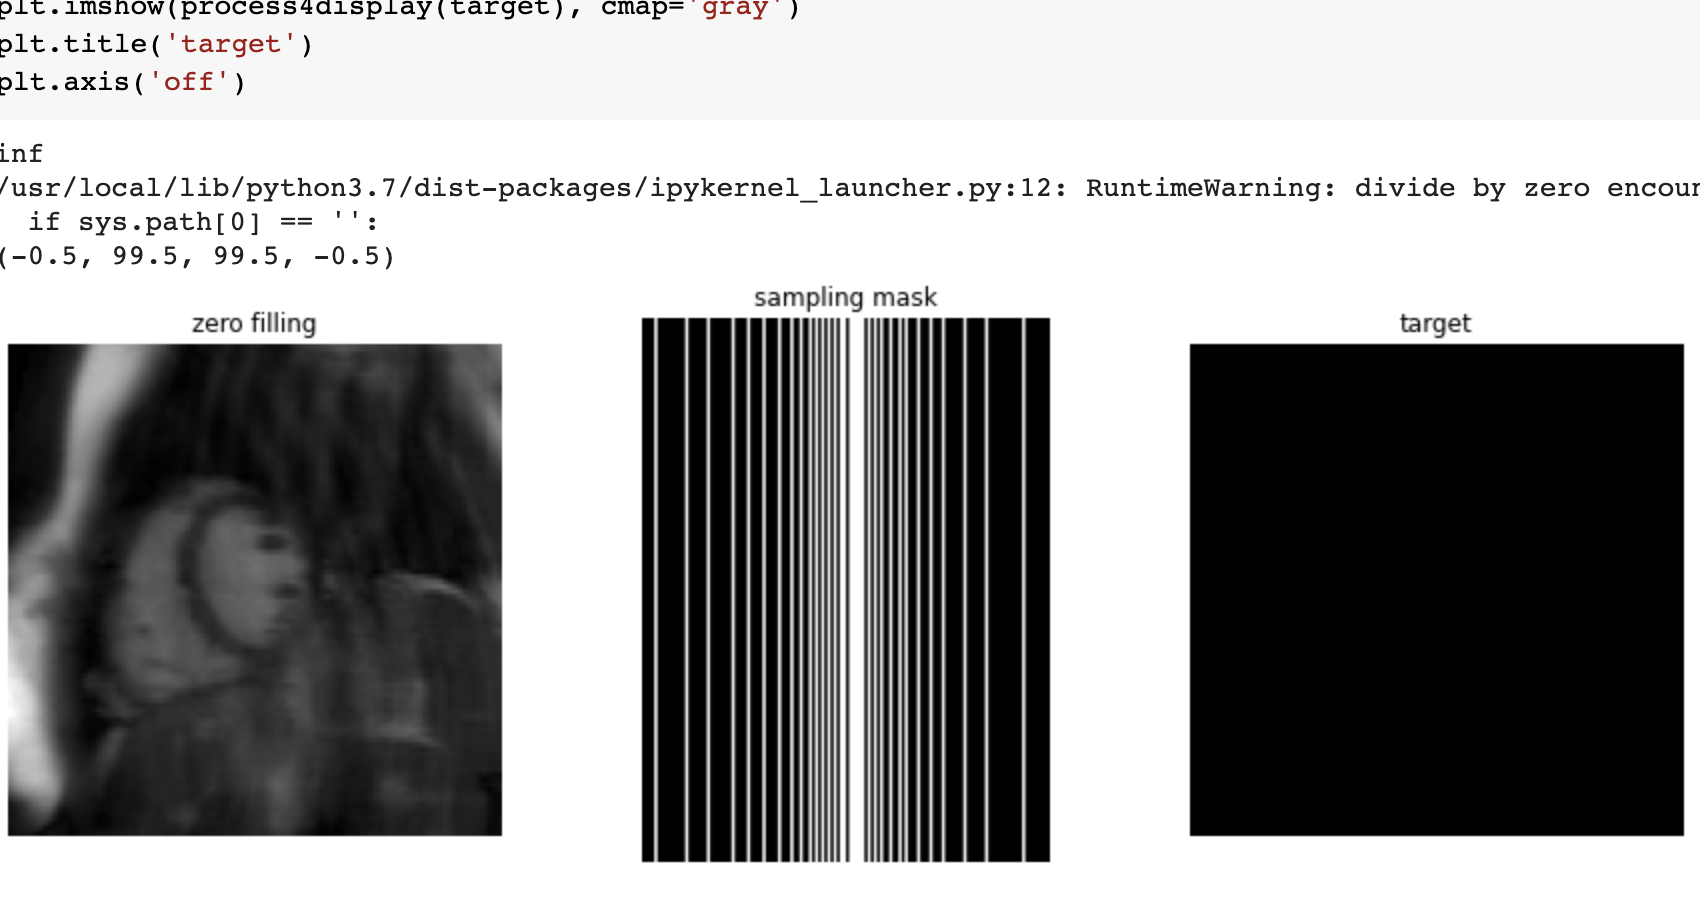 plt.imshow(process4display(target), cmap='gray')
plt.title('target')
plt.axis('off')
inf
/usr/local/lib/python3.7/dist-packages/ipykernel_launcher.py:12: RuntimeWarning: divide by zero encoun
if sys.path[0] == '':
(-0.5, 99.5, 99.5, -0.5)
zero filling
sampling mask
target